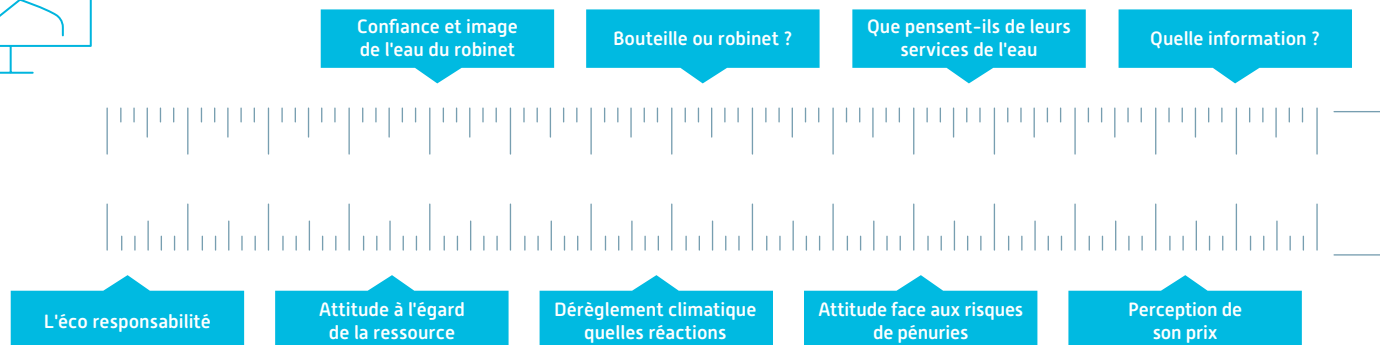 Confiance et image
de l'eau du robinet
Bouteille ou robinet ?
Que pensent-ils de leurs
services de l'eau
Quelle information ?
L'éco responsabilité
Attitude à l'égard
de la ressource
Dérèglement climatique
quelles réactions
Attitude face aux risques
de pénuries
Perception de
son prix